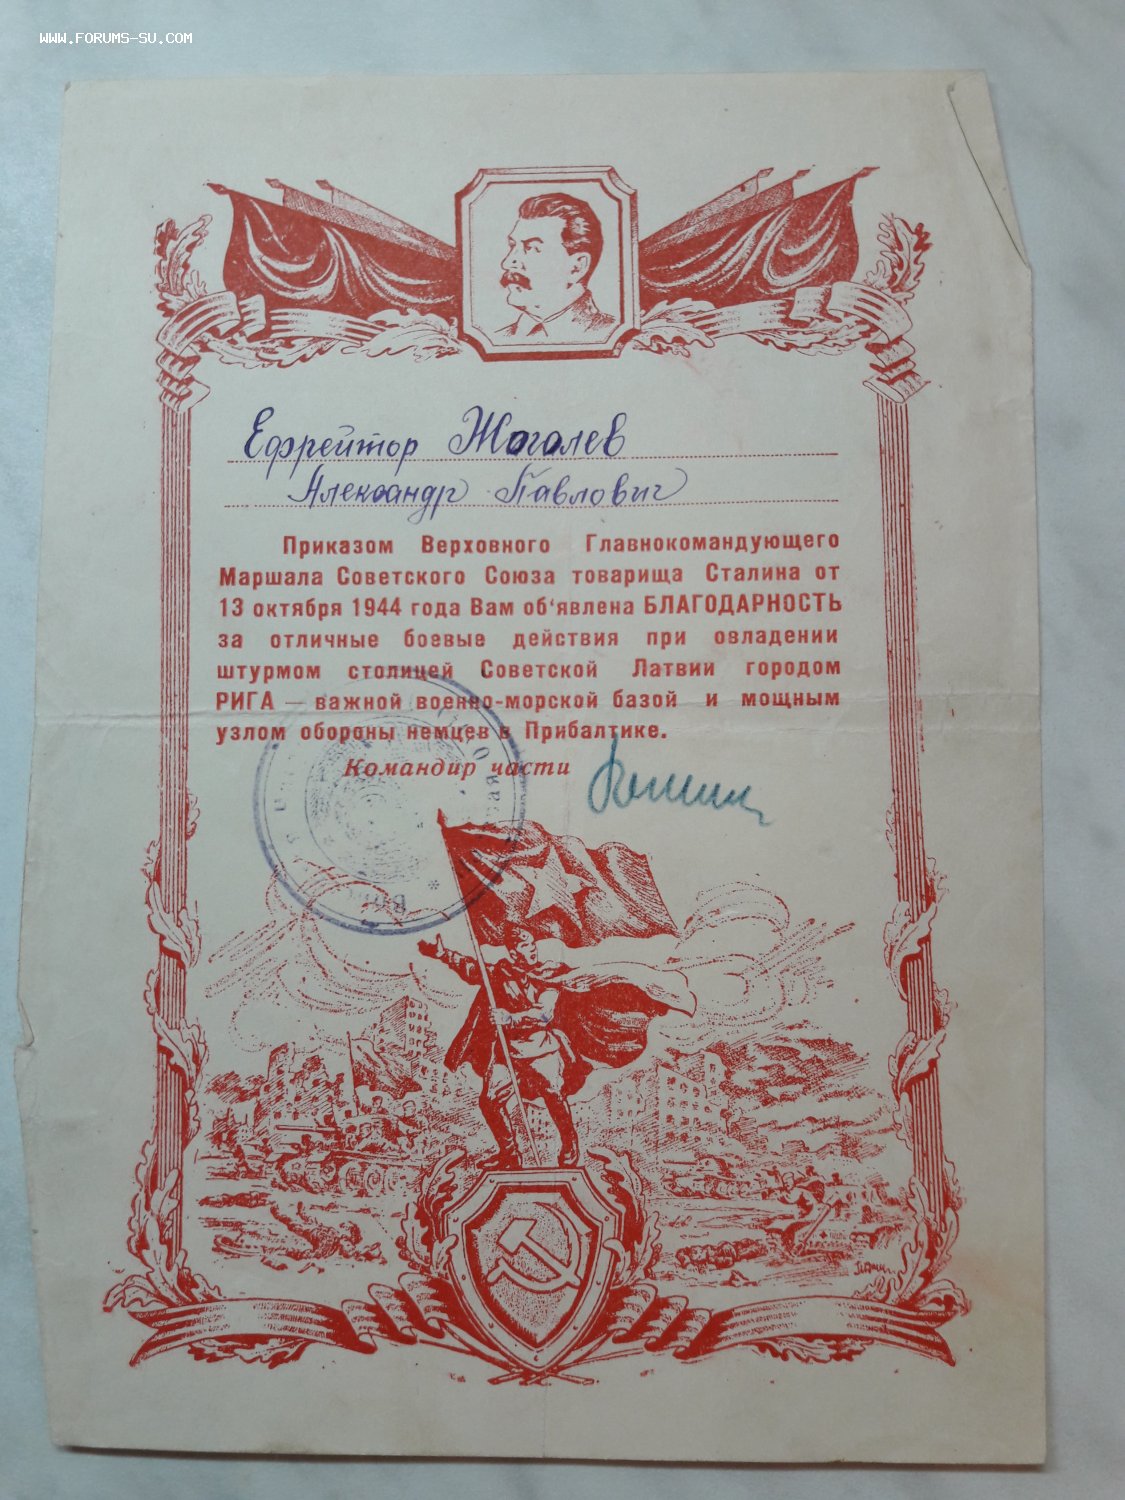 WWW.FORUMS-SU.COM
Ефрейтор Жоголев
Александр Павлович
Приказом Верховного Главнокомандующего
Маршала Советского Союза товарища Сталина от
13 октября 1944 года Вам об'явлена БЛАГОДАРНОСТЬ
за отличные боевые действия при овладении
штурмом столицей Советской Латвии городом
РИГА — важной военно-морской базой и мощным
узлом обороны немцев в Прибалтике.
Командир части